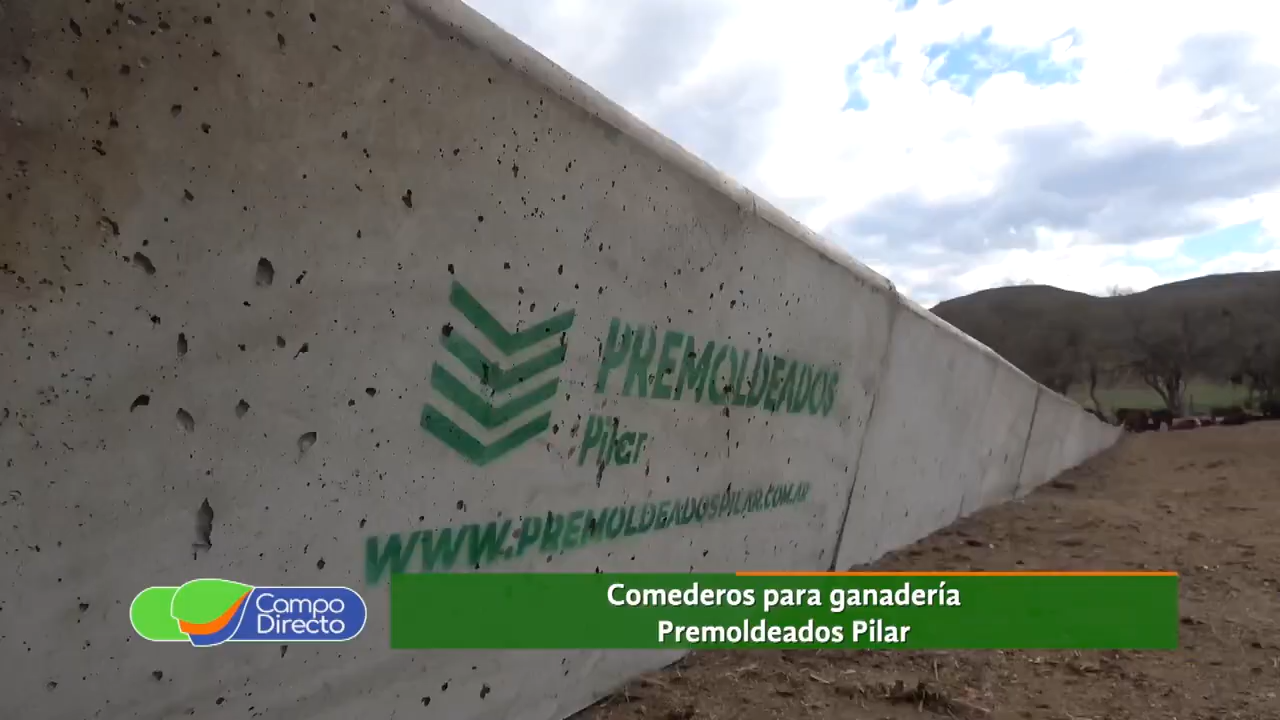 PREMOLDEADOS
Pilar
WWW.PREMOLDEADOSPILAR.COM.AR
Campo
Directo
Comederos para ganadería
Premoldeados Pilar